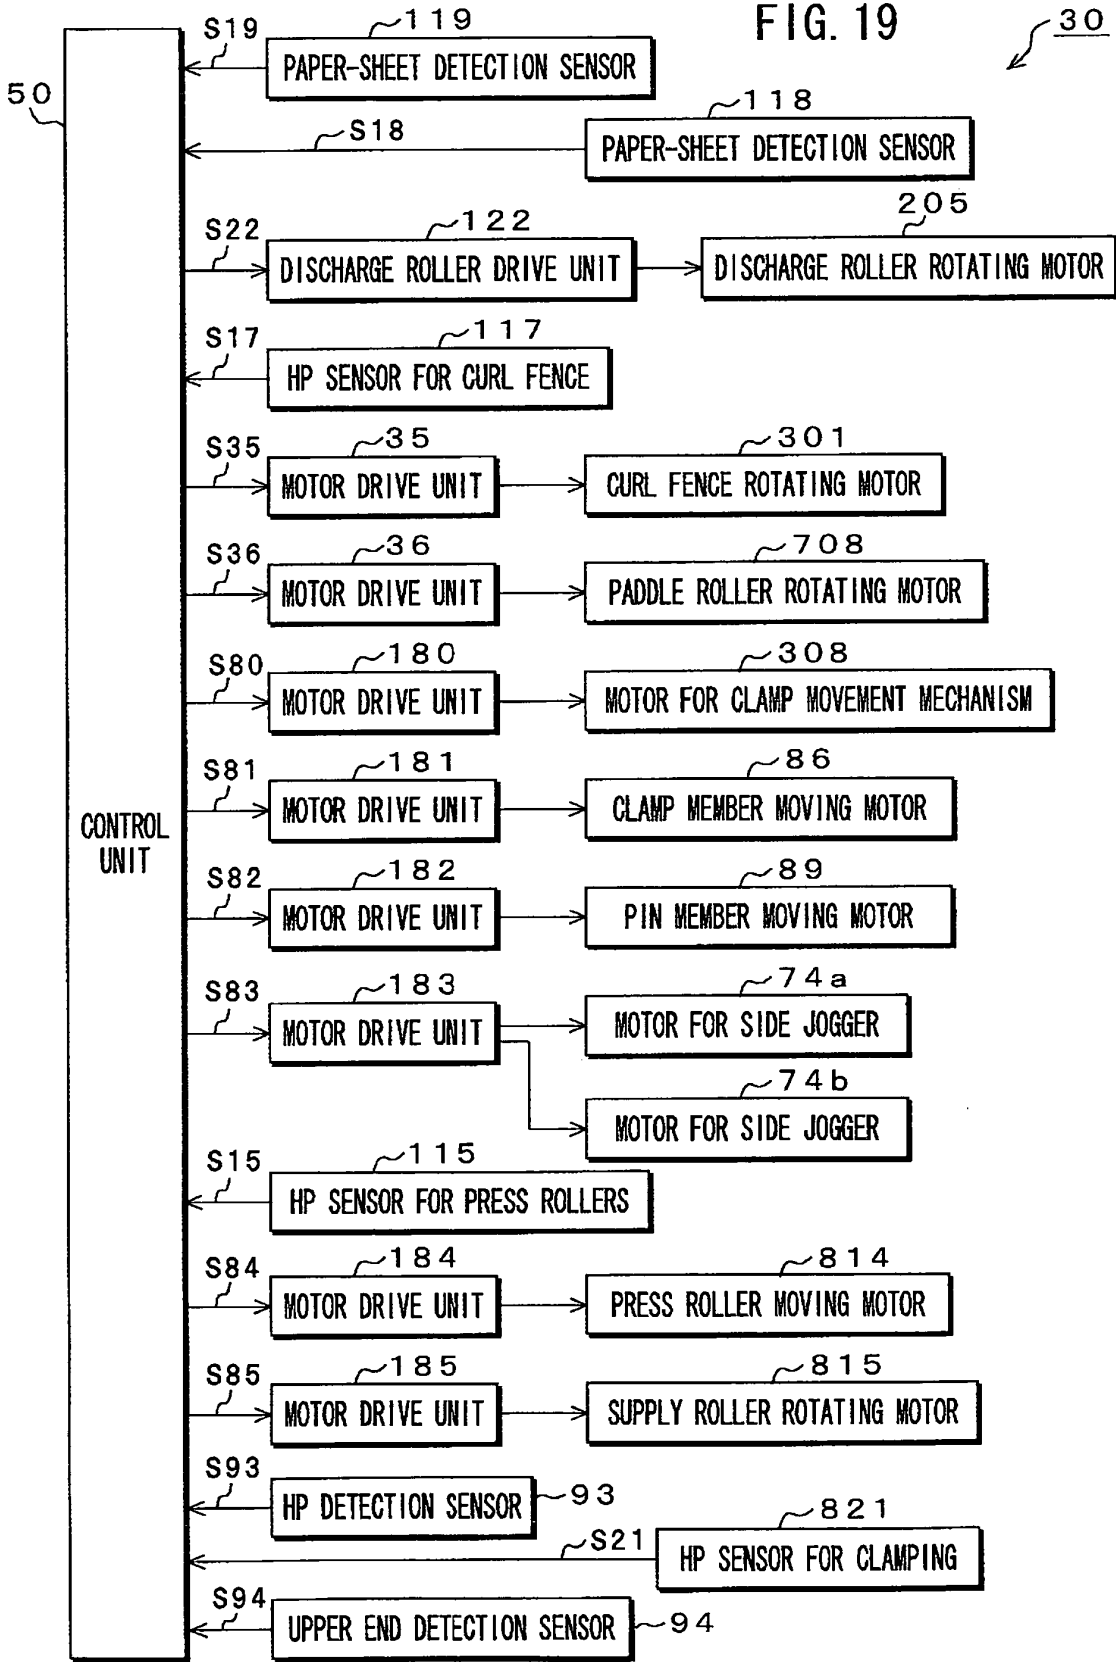 FIG. 19
30
50
CONTROL
UNIT
S19
119
PAPER-SHEET DETECTION SENSOR
S18
118
PAPER-SHEET DETECTION SENSOR
S22
122
DISCHARGE ROLLER DRIVE UNIT
205
DISCHARGE ROLLER ROTATING MOTOR
S17
117
HP SENSOR FOR CURL FENCE
S35
35
MOTOR DRIVE UNIT
301
CURL FENCE ROTATING MOTOR
S36
36
MOTOR DRIVE UNIT
708
PADDLE ROLLER ROTATING MOTOR
S80
180
MOTOR DRIVE UNIT
308
MOTOR FOR CLAMP MOVEMENT MECHANISM
S81
181
MOTOR DRIVE UNIT
86
CLAMP MEMBER MOVING MOTOR
S82
182
MOTOR DRIVE UNIT
89
PIN MEMBER MOVING MOTOR
S83
183
MOTOR DRIVE UNIT
74a
MOTOR FOR SIDE JOGGER
74b
MOTOR FOR SIDE JOGGER
S15
115
HP SENSOR FOR PRESS ROLLERS
S84
184
MOTOR DRIVE UNIT
814
PRESS ROLLER MOVING MOTOR
S85
185
MOTOR DRIVE UNIT
815
SUPPLY ROLLER ROTATING MOTOR
S93
HP DETECTION SENSOR
93
S21
821
HP SENSOR FOR CLAMPING
S94
UPPER END DETECTION SENSOR
94